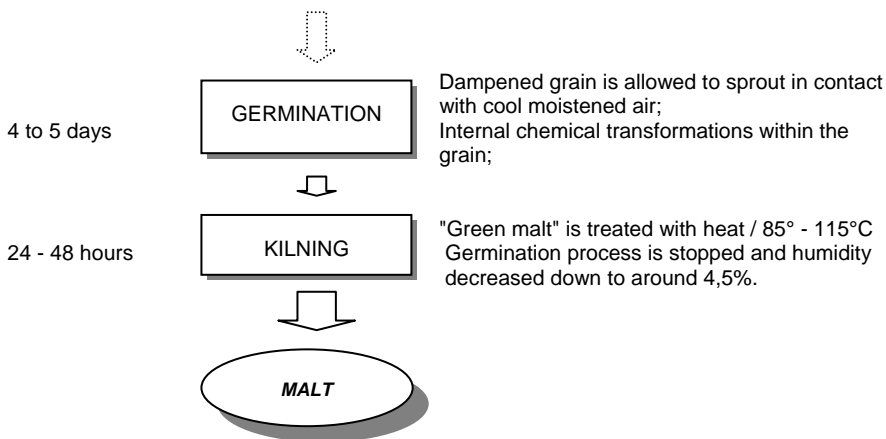 4 to 5 days
GERMINATION
Dampened grain is allowed to sprout in contact
with cool moistened air;
Internal chemical transformations within the
grain;
24 - 48 hours
KILNING
"Green malt" is treated with heat / 85° - 115°C
Germination process is stopped and humidity
decreased down to around 4,5%.
MALT